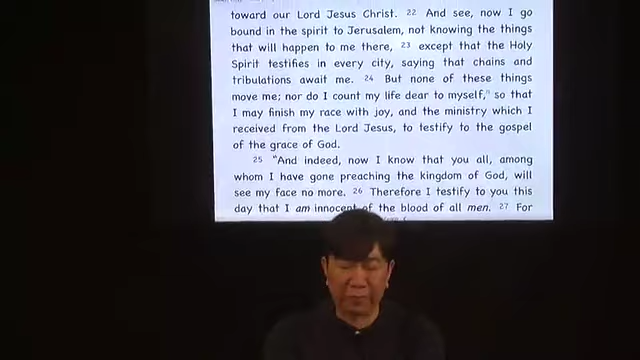 toward our Lord Jesus Christ. 22 And see, now I go
bound in the spirit to Jerusalem, not knowing the things
that will happen to me there, 23 except that the Holy
Spirit testifies in every city, saying that chains and
tribulations await me. 24 But none of these things
move me; nor do I count my life dear to myself, so that
I may finish my race with joy, and the ministry which I
received from the Lord Jesus, to testify to the gospel
of the grace of God.
25 "And indeed, now I know that you all, among
whom I have gone preaching the kingdom of God, will
see my face no more. 26 Therefore I testify to you this
day that I am innocent of the blood of all men. 27 For